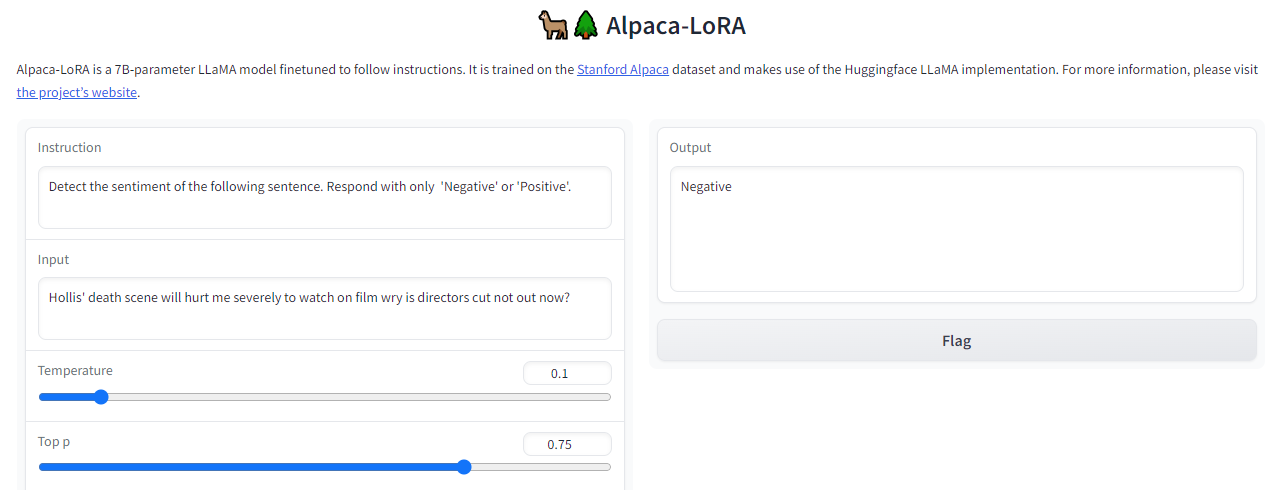 🦙🌲 Alpaca-LoRA
Alpaca-LoRA is a 7B-parameter LLaMA model finetuned to follow instructions. It is trained on the Stanford Alpaca dataset and makes use of the Huggingface LLaMA implementation. For more information, please visit
the project's website.
Instruction
Detect the sentiment of the following sentence. Respond with only  'Negative' or 'Positive'.
Input
Hollis' death scene will hurt me severely to watch on film wry is directors cut not out now?
Temperature
0.1
Top p
0.75
Output
Negative
Flag